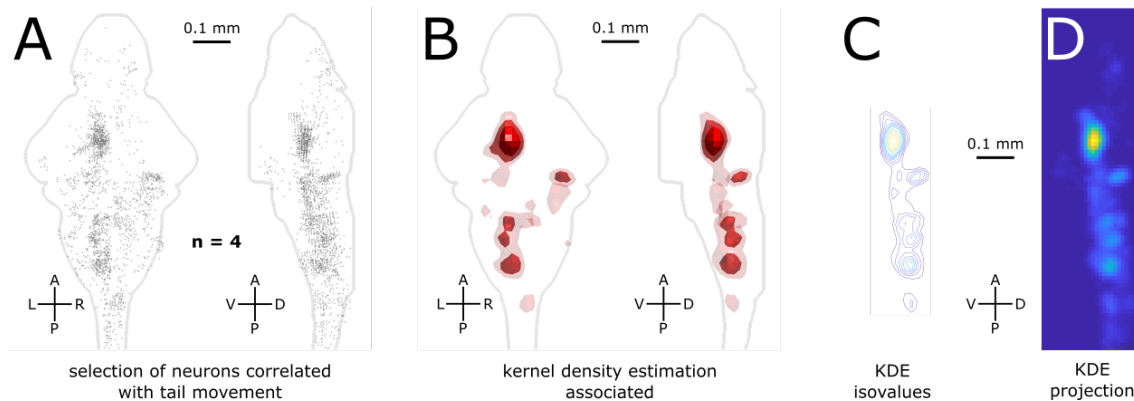 A
0.1 mm
n = 4
A
L R
P
A
V D
P
selection of neurons correlated
with tail movement
B
0.1 mm
A
L R
P
A
V D
P
kernel density estimation
associated
C
0.1 mm
A
V D
P
KDE
isovalues
D
KDE
projection